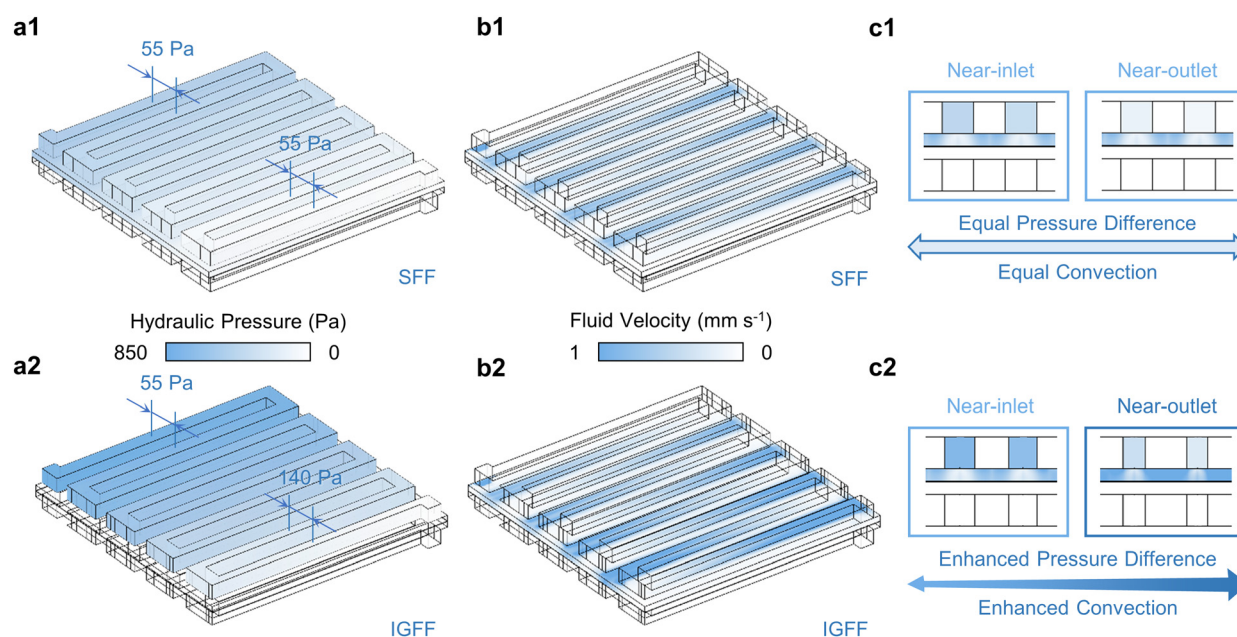 a1
55 Pa
55 Pa
SFF
b1
SFF
c1
Near-inlet
Near-outlet
Equal Pressure Difference
Equal Convection
Hydraulic Pressure (Pa)
850
0
Fluid Velocity (mm s⁻¹)
1
0
a2
55 Pa
140 Pa
IGFF
b2
IGFF
c2
Near-inlet
Near-outlet
Enhanced Pressure Difference
Enhanced Convection